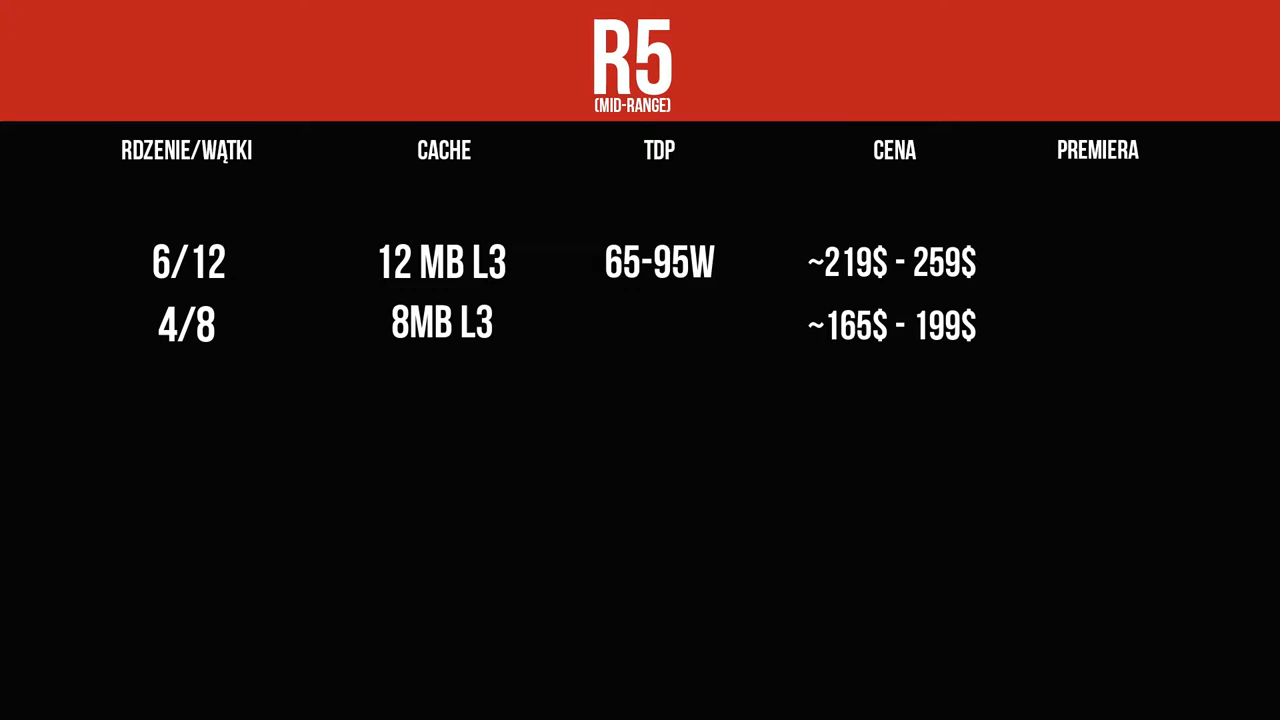 R5
(MID-RANGE)
RDZENIE/WĄTKI CACHE TDP CENA PREMIERA
6/12 12 MB L3 65-95W ~219$ - 259$
4/8 8MB L3 ~165$ - 199$